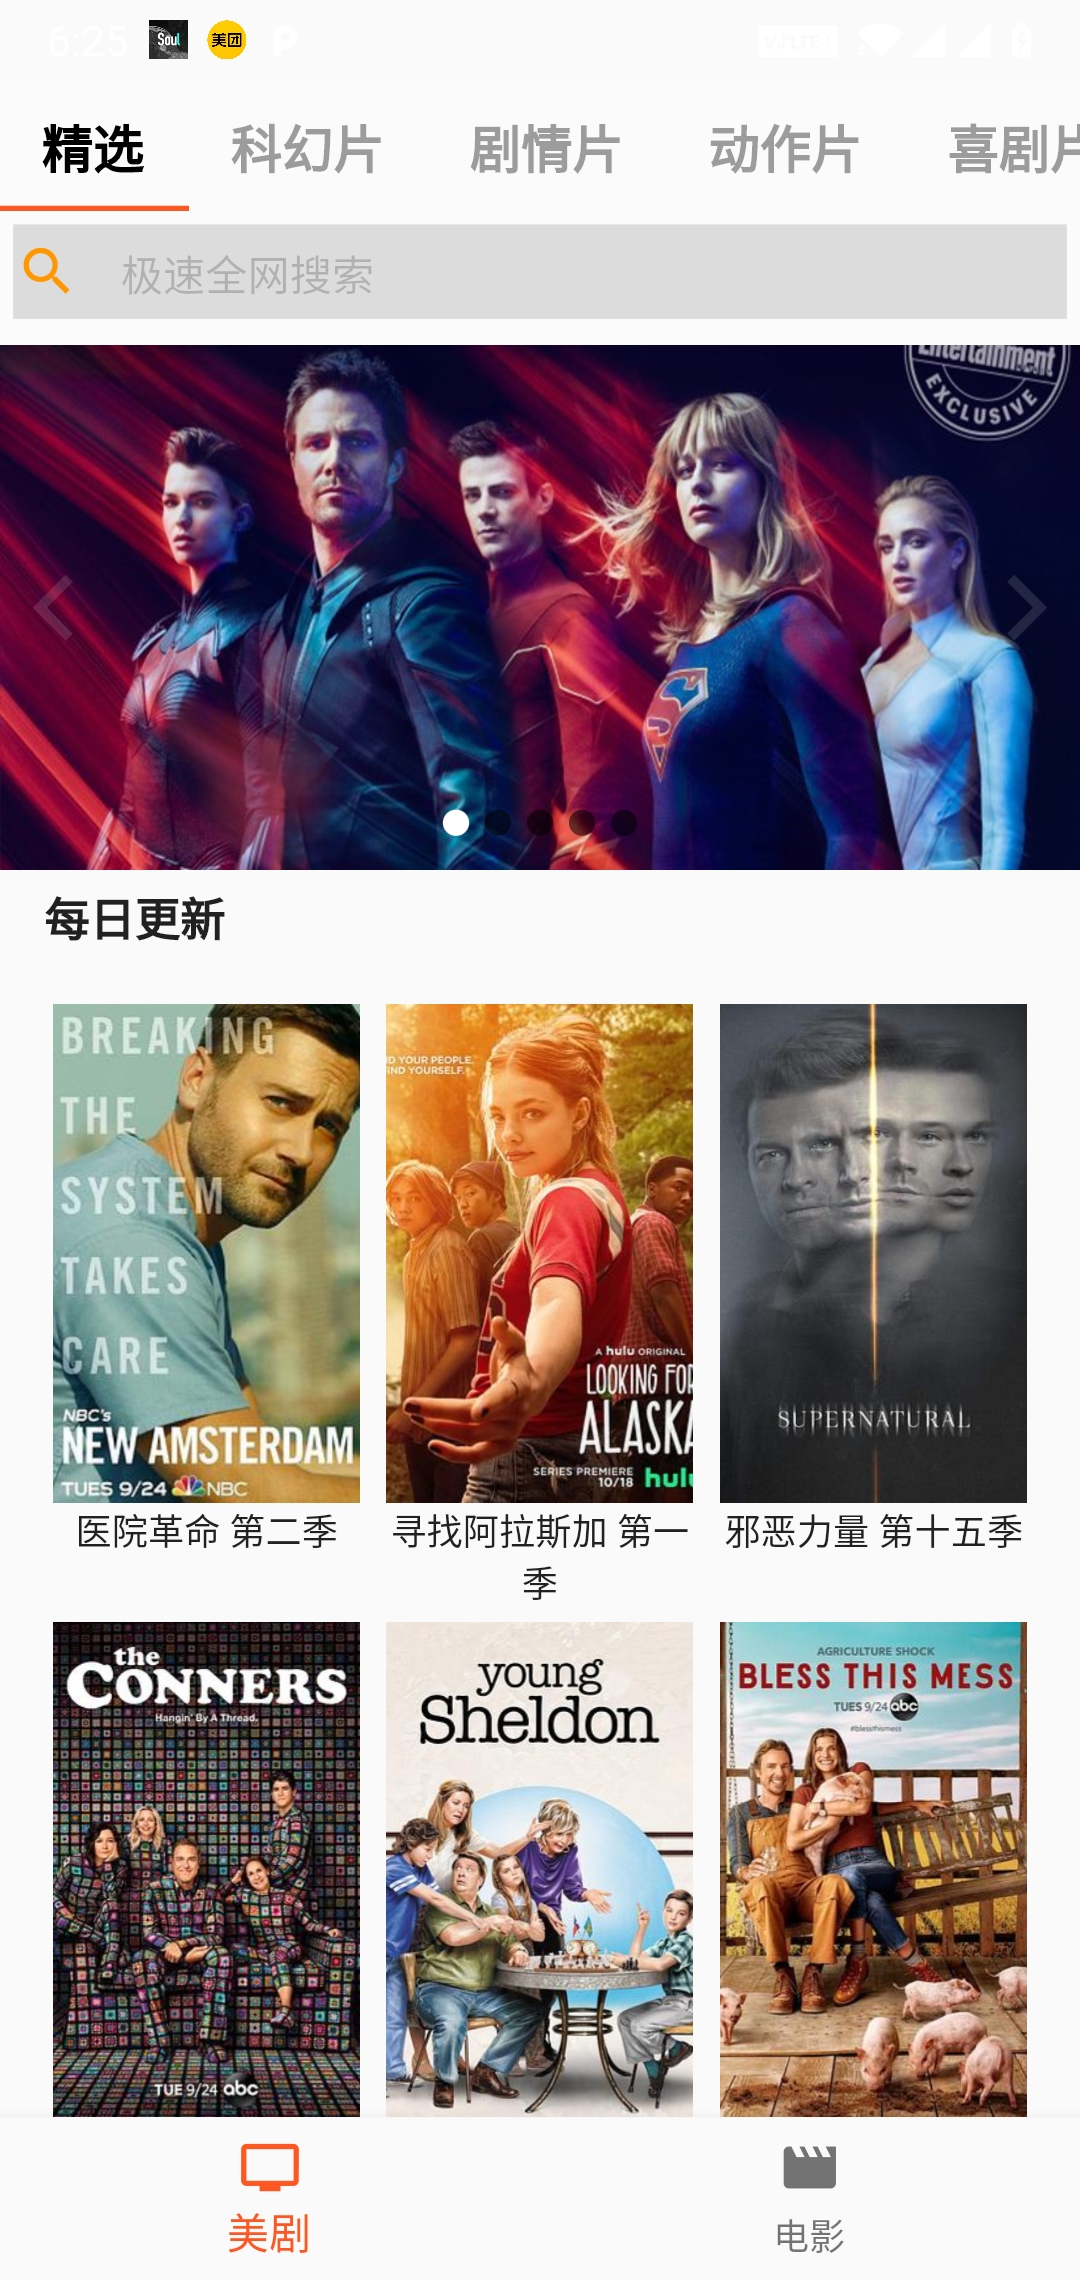 6:25 Soul 美团
VoLTE
精选 科幻片 剧情片 动作片 喜剧片
极速全网搜索
Entertainment
EXCLUSIVE
每日更新
BREAKING
THE
SYSTEM
TAKES
CARE
NBC's
NEW AMSTERDAM
TUES 9/24 NBC
D YOUR PEOPLE.
IND YOURSELF.
A hulu ORIGINAL
LOOKING FOR
ALASKA
SERIES PREMIERE
10/18 hulu
SUPERNATURAL
医院革命 第二季
寻找阿拉斯加 第一
季
邪恶力量 第十五季
the
CONNERS
Hangin' By A Thread.
TUE 9/24 abc
young
Sheldon
AGRICULTURE SHOCK
BLESS THIS MESS
TUES 9/24 abc
#blessthismess
美剧
电影